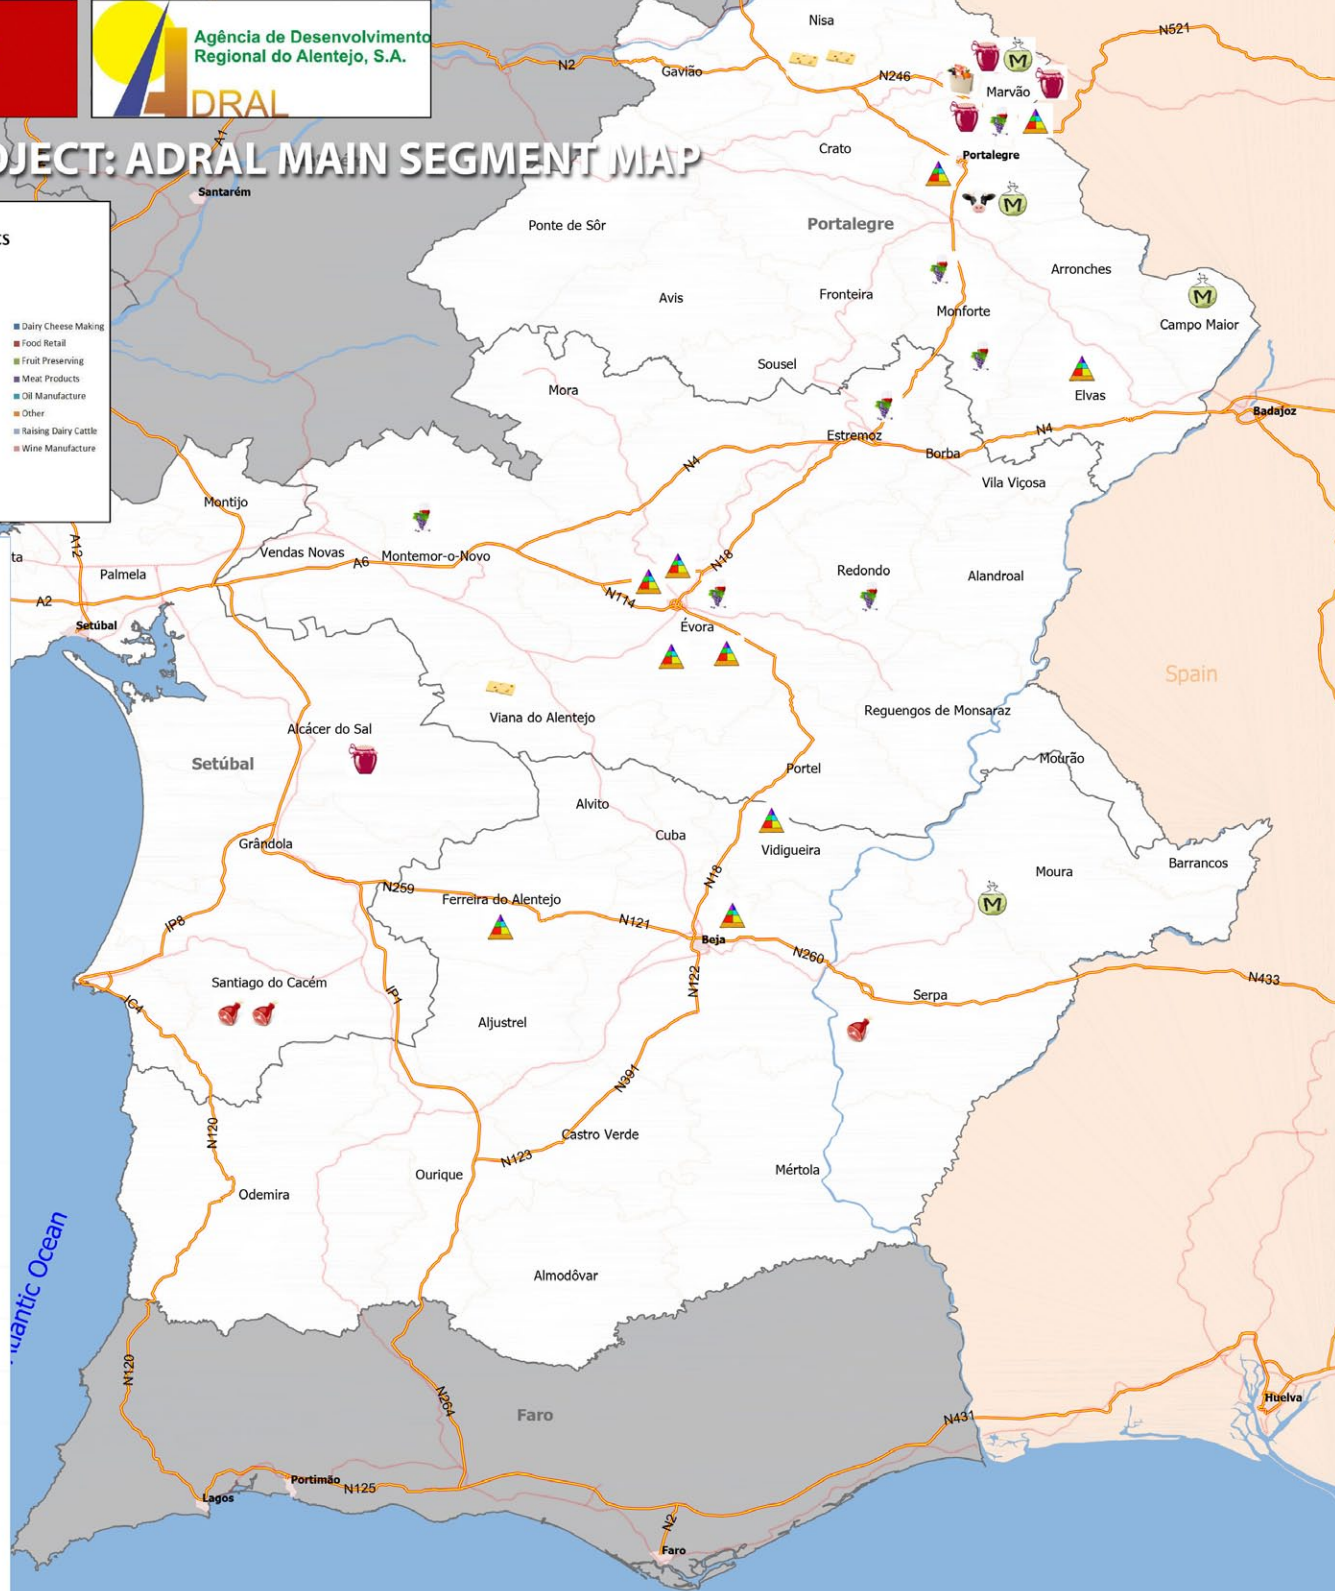 Agência de Desenvolvimento
Regional do Alentejo, S.A.
ADRAL
OJECT: ADRAL MAIN SEGMENT MAP
Dairy Cheese Making
Food Retail
Fruit Preserving
Meat Products
Oil Manufacture
Other
Raising Dairy Cattle
Wine Manufacture
Nisa
N521
N2
Gavião
N246
M
Marvão
A1
Crato
Portalegre
Santarém
M
Ponte de Sôr
Portalegre
Arronches
Avis
Fronteira
M
Monforte
Campo Maior
Sousel
Mora
Elvas
Badajoz
Estremoz
N4
Borba
N4
Vila Viçosa
Montijo
A12
Vendas Novas
Montemor-o-Novo
ta
A6
N18
Palmela
Redondo
Alandroal
A2
N114
Setúbal
Évora
Spain
Reguengos de Monsaraz
Viana do Alentejo
Alcácer do Sal
Setúbal
Mourão
Portel
Alvito
Cuba
Grândola
Vidigueira
Barrancos
Moura
N18
N259
Ferreira do Alentejo
M
IP8
N121
Beja
N260
N122
N433
Santiago do Cacém
IP1
Serpa
IC4
Aljustrel
N391
N120
Castro Verde
N123
Mértola
Ourique
Odemira
Atlantic Ocean
Almodôvar
N120
N264
Huelva
Faro
N431
Portimão
N125
Lagos
N2
Faro